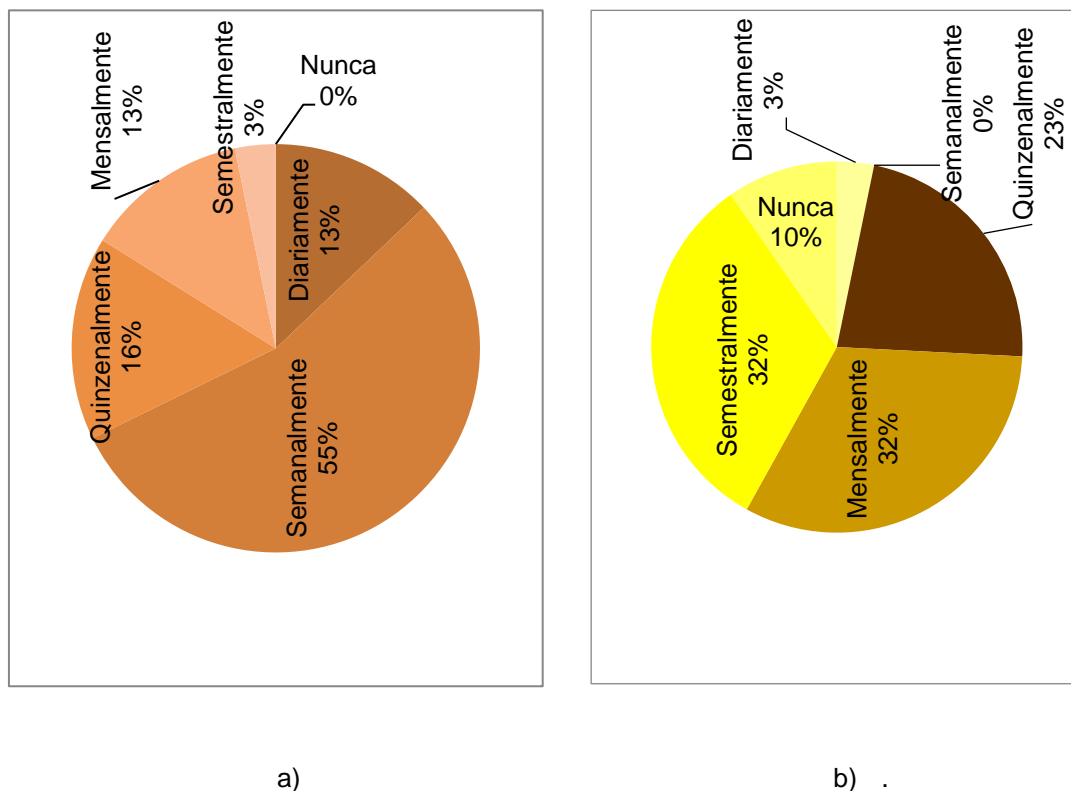 Nunca
0%
Semestralmente
3%
Mensalmente
13%
Diariamente
13%
Quinzenalmente
16%
Semanalmente
55%
Diariamente
3%
Semanalmente
0%
Quinzenalmente
23%
Nunca
10%
Semestralmente
32%
Mensalmente
32%
a)
b) .